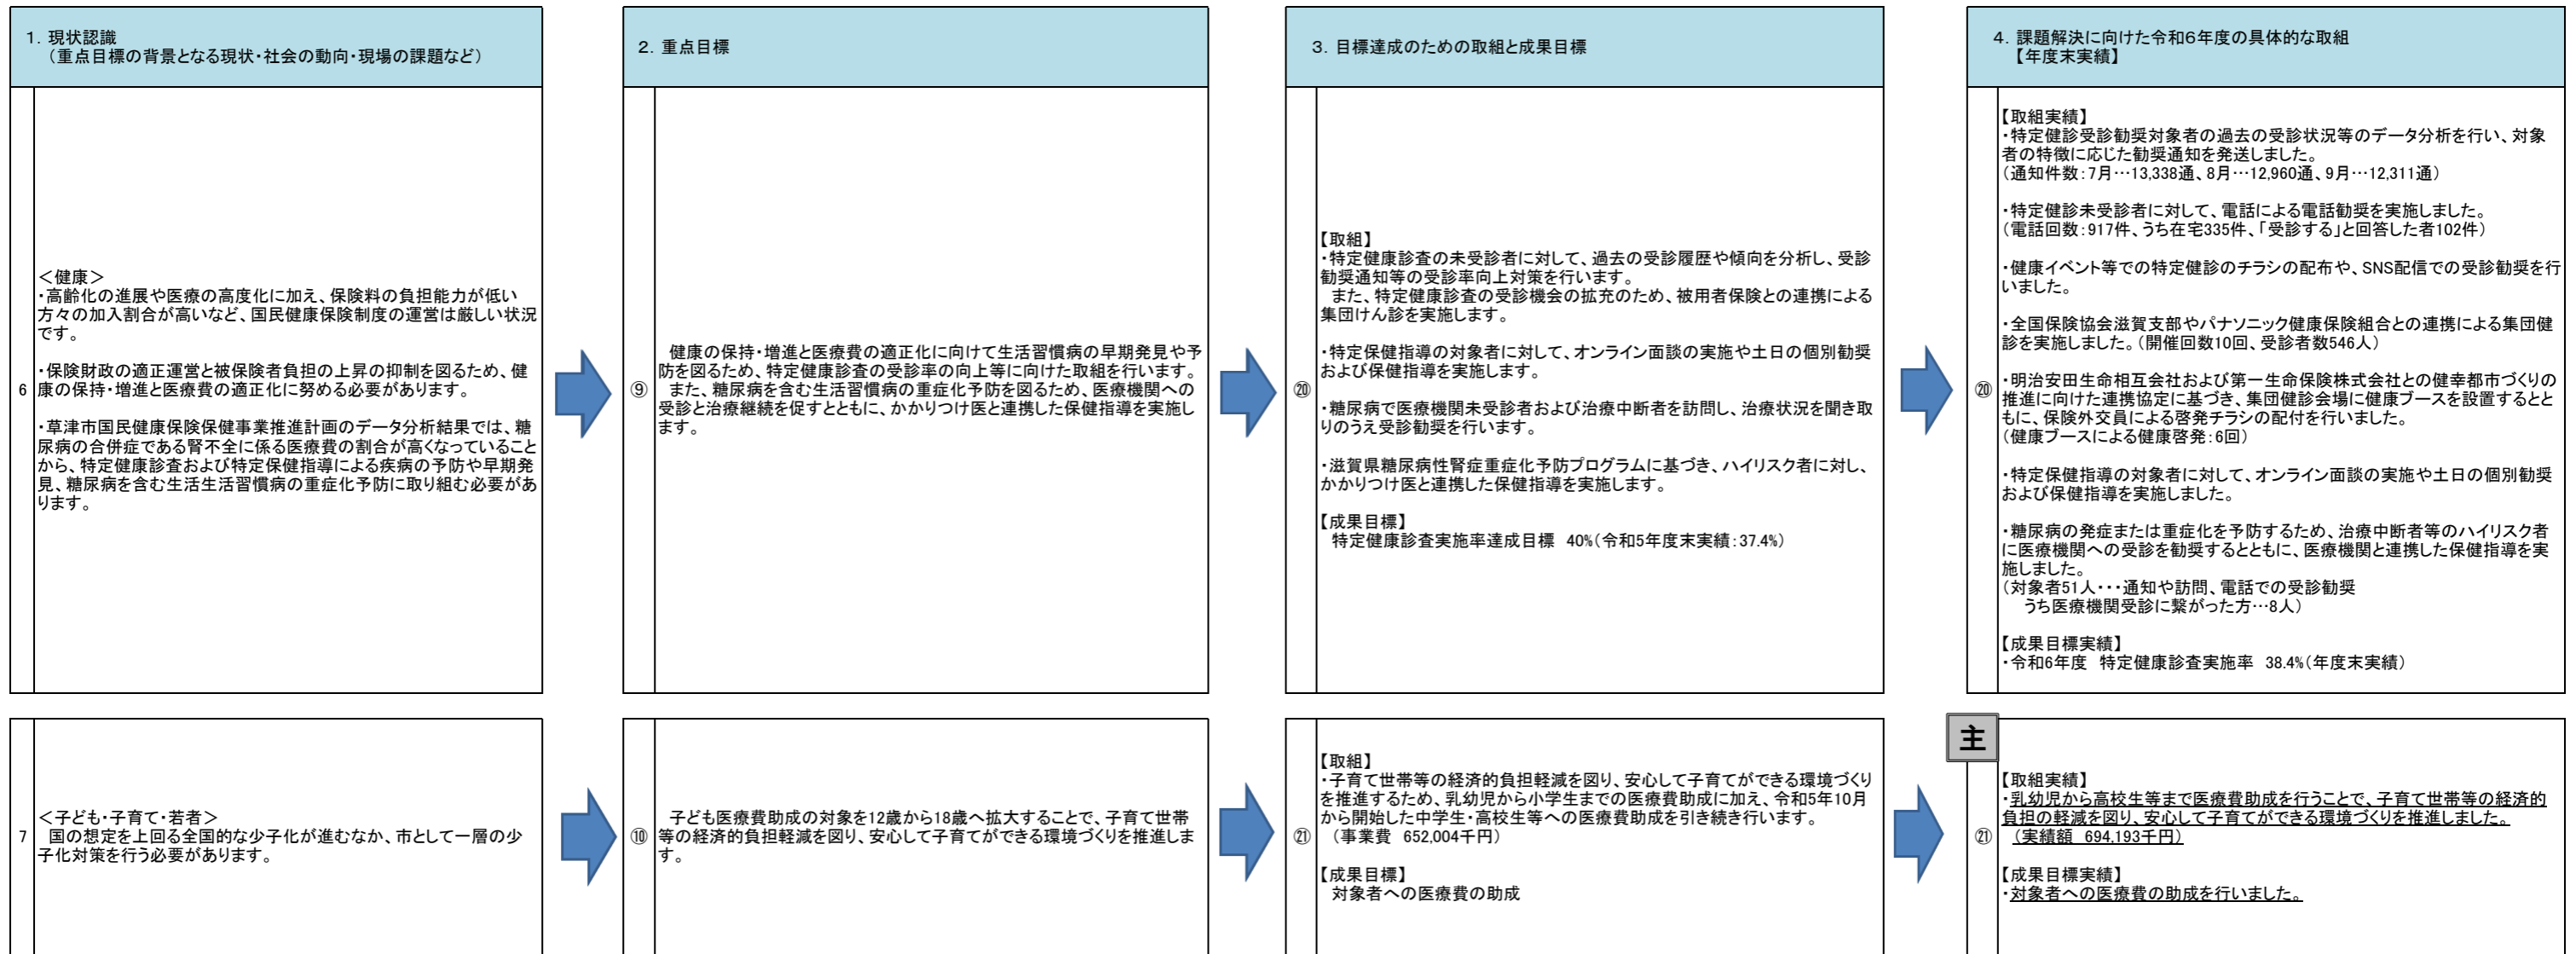 1．現状認識
（重点目標の背景となる現状・社会の動向・現場の課題など）
2．重点目標
3．目標達成のための取組と成果目標
4．課題解決に向けた令和6年度の具体的な取組
【年度末実績】
6
＜健康＞
・高齢化の進展や医療の高度化に加え、保険料の負担能力が低い
方々の加入割合が高いなど、国民健康保険制度の運営は厳しい状況
です。
・保険財政の適正運営と被保険者負担の上昇の抑制を図るため、健
康の保持・増進と医療費の適正化に努める必要があります。
・草津市国民健康保険保健事業推進計画のデータ分析結果では、糖
尿病の合併症である腎不全に係る医療費の割合が高くなっていること
から、特定健康診査および特定保健指導による疾病の予防や早期発
見、糖尿病を含む生活生活習慣病の重症化予防に取り組む必要があ
ります。
⑨
健康の保持・増進と医療費の適正化に向けて生活習慣病の早期発見や予
防を図るため、特定健康診査の受診率の向上等に向けた取組を行います。
また、糖尿病を含む生活習慣病の重症化予防を図るため、医療機関への
受診と治療継続を促すとともに、かかりつけ医と連携した保健指導を実施し
ます。
⑳
【取組】
・特定健康診査の未受診者に対して、過去の受診履歴や傾向を分析し、受診
勧奨通知等の受診率向上対策を行います。
また、特定健康診査の受診機会の拡充のため、被用者保険との連携による
集団けん診を実施します。
・特定保健指導の対象者に対して、オンライン面談の実施や土日の個別勧奨
および保健指導を実施します。
・糖尿病で医療機関未受診者および治療中断者を訪問し、治療状況を聞き取
りのうえ受診勧奨を行います。
・滋賀県糖尿病性腎症重症化予防プログラムに基づき、ハイリスク者に対し、
かかりつけ医と連携した保健指導を実施します。
【成果目標】
特定健康診査実施率達成目標　40％（令和5年度末実績：37.4％）
⑳
【取組実績】
・特定健診受診勧奨対象者の過去の受診状況等のデータ分析を行い、対象
者の特徴に応じた勧奨通知を発送しました。
（通知件数：7月…13,338通、8月…12,960通、9月…12,311通）
・特定健診未受診者に対して、電話による電話勧奨を実施しました。
（電話回数：917件、うち在宅335件、「受診する」と回答した者102件）
・健康イベント等での特定健診のチラシの配布や、SNS配信での受診勧奨を行
いました。
・全国保険協会滋賀支部やパナソニック健康保険組合との連携による集団健
診を実施しました。（開催回数10回、受診者数546人）
・明治安田生命相互会社および第一生命保険株式会社との健幸都市づくりの
推進に向けた連携協定に基づき、集団健診会場に健康ブースを設置するとと
もに、保険外交員による啓発チラシの配付を行いました。
（健康ブースによる健康啓発：6回）
・特定保健指導の対象者に対して、オンライン面談の実施や土日の個別勧奨
および保健指導を実施しました。
・糖尿病の発症または重症化を予防するため、治療中断者等のハイリスク者
に医療機関への受診を勧奨するとともに、医療機関と連携した保健指導を実
施しました。
（対象者51人・・・通知や訪問、電話での受診勧奨
うち医療機関受診に繋がった方…8人）
【成果目標実績】
・令和6年度　特定健康診査実施率　38.4％（年度末実績）
7
＜子ども・子育て・若者＞
国の想定を上回る全国的な少子化が進むなか、市として一層の少
子化対策を行う必要があります。
⑩
子ども医療費助成の対象を12歳から18歳へ拡大することで、子育て世帯
等の経済的負担軽減を図り、安心して子育てができる環境づくりを推進しま
す。
㉑
【取組】
・子育て世帯等の経済的負担軽減を図り、安心して子育てができる環境づくり
を推進するため、乳幼児から小学生までの医療費助成に加え、令和5年10月
から開始した中学生・高校生等への医療費助成を引き続き行います。
（事業費　652,004千円）
【成果目標】
対象者への医療費の助成
主
㉑
【取組実績】
・乳幼児から高校生等まで医療費助成を行うことで、子育て世帯等の経済的
負担の軽減を図り、安心して子育てができる環境づくりを推進しました。
（実績額　694,193千円）
【成果目標実績】
・対象者への医療費の助成を行いました。